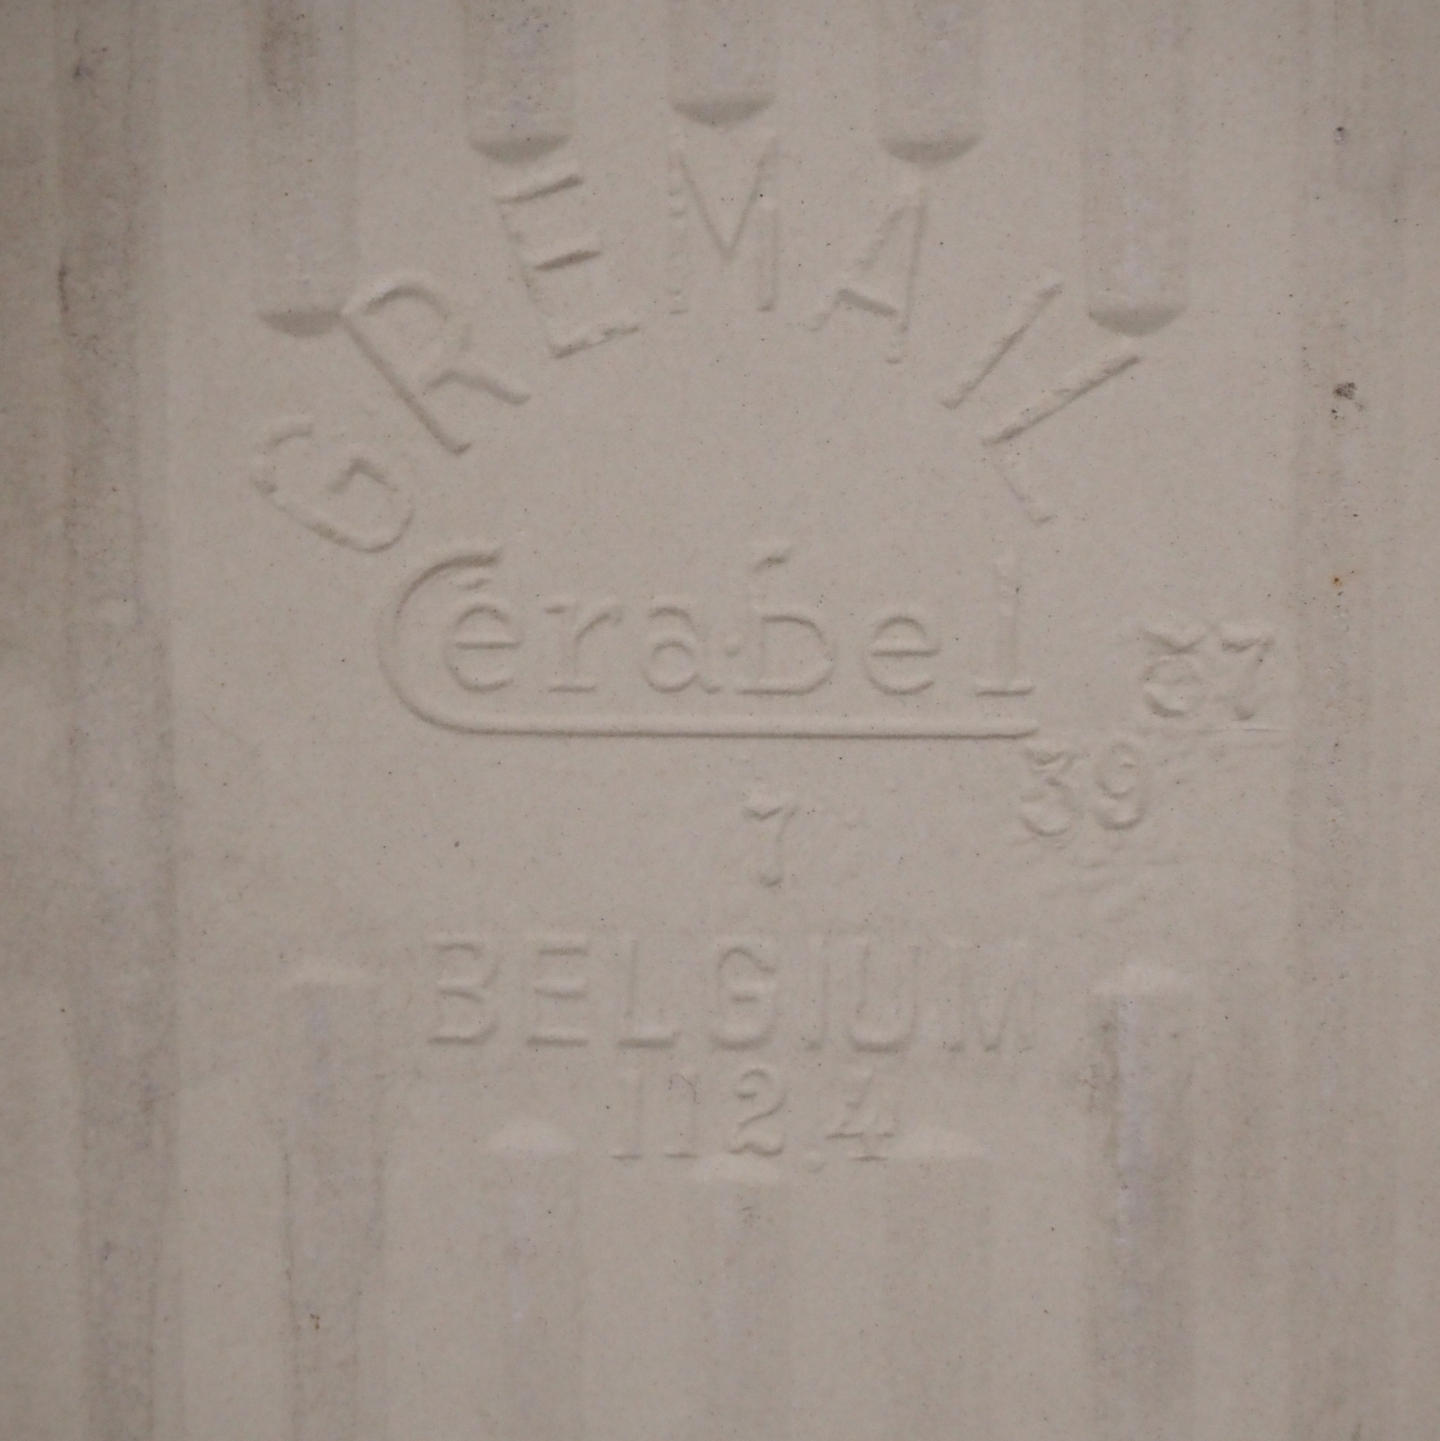 GREMAIL
Cérabel
37
39
7
BELGIUM
112.4